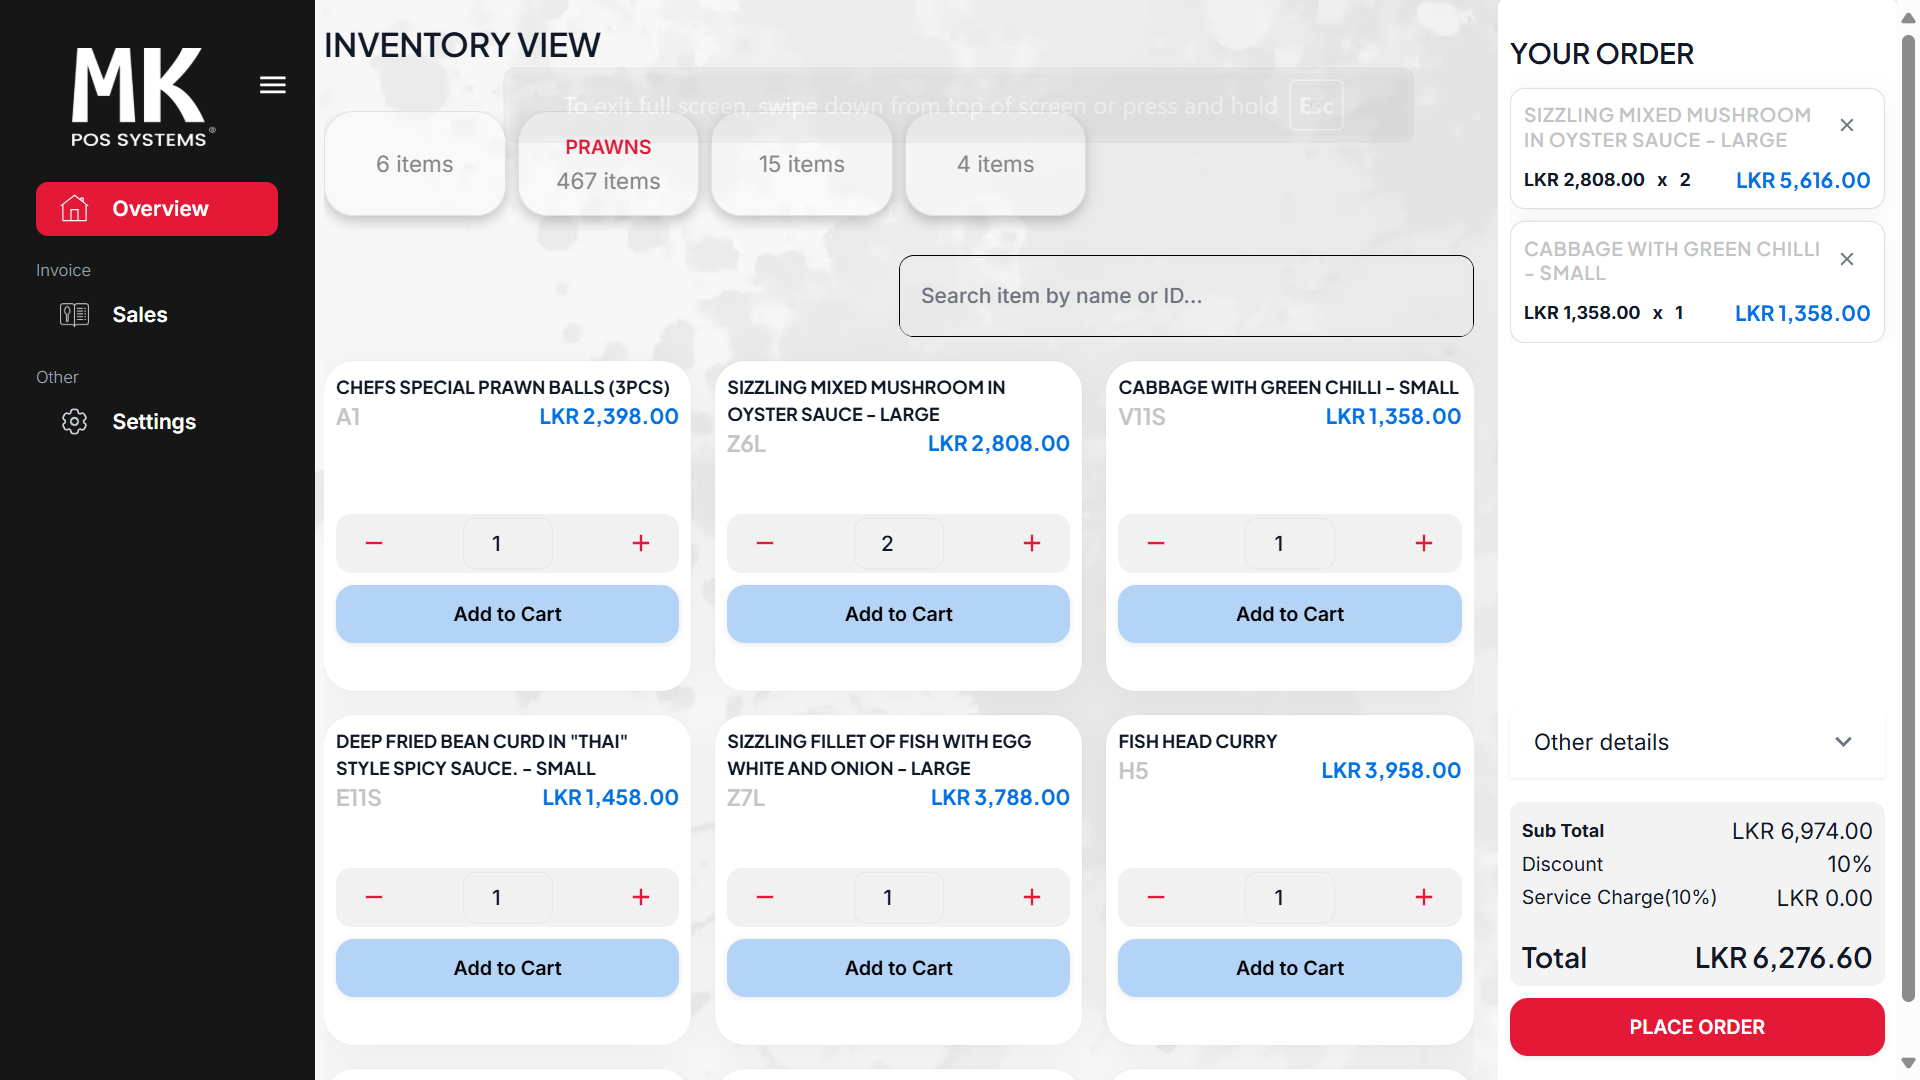 MK
POS SYSTEMS®
Overview
Invoice
Sales
Other
Settings
INVENTORY VIEW
To exit full screen, swipe down from top of screen or press and hold Esc
6 items
PRAWNS
467 items
15 items
4 items
Search item by name or ID...
CHEFS SPECIAL PRAWN BALLS (3PCS)
A1 LKR 2,398.00
1
Add to Cart
SIZZLING MIXED MUSHROOM IN
OYSTER SAUCE - LARGE
Z6L LKR 2,808.00
2
Add to Cart
CABBAGE WITH GREEN CHILLI - SMALL
V11S LKR 1,358.00
1
Add to Cart
DEEP FRIED BEAN CURD IN "THAI"
STYLE SPICY SAUCE. - SMALL
E11S LKR 1,458.00
1
Add to Cart
SIZZLING FILLET OF FISH WITH EGG
WHITE AND ONION - LARGE
Z7L LKR 3,788.00
1
Add to Cart
FISH HEAD CURRY
H5 LKR 3,958.00
1
Add to Cart
YOUR ORDER
SIZZLING MIXED MUSHROOM
IN OYSTER SAUCE - LARGE
LKR 2,808.00 x 2 LKR 5,616.00
CABBAGE WITH GREEN CHILLI
- SMALL
LKR 1,358.00 x 1 LKR 1,358.00
Other details
Sub Total LKR 6,974.00
Discount 10%
Service Charge(10%) LKR 0.00
Total LKR 6,276.60
PLACE ORDER